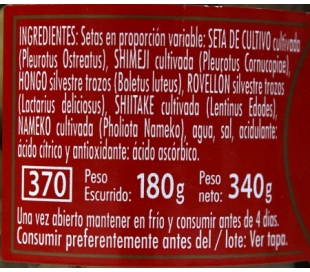 INGREDIENTES: Setas en proporción variable: SETA DE CULTIVO cultivada
(Pleurotus Ostreatus), SHIMEJI cultivada (Pleurotus Cornucopiae),
HONGO silvestre trozos (Boletus luteus), ROVELLON silvestre trozos
(Lactarius deliciosus), SHIITAKE cultivada (Lentinus Edodes),
NAMEKO cultivada (Pholiota Nameko), agua, sal, acidulante:
ácido cítrico y antioxidante: ácido ascórbico.
370 Peso Escurrido: 180g Peso neto: 340g
Una vez abierto mantener en frío y consumir antes de 4 días.
Consumir preferentemente antes del / lote: Ver tapa.